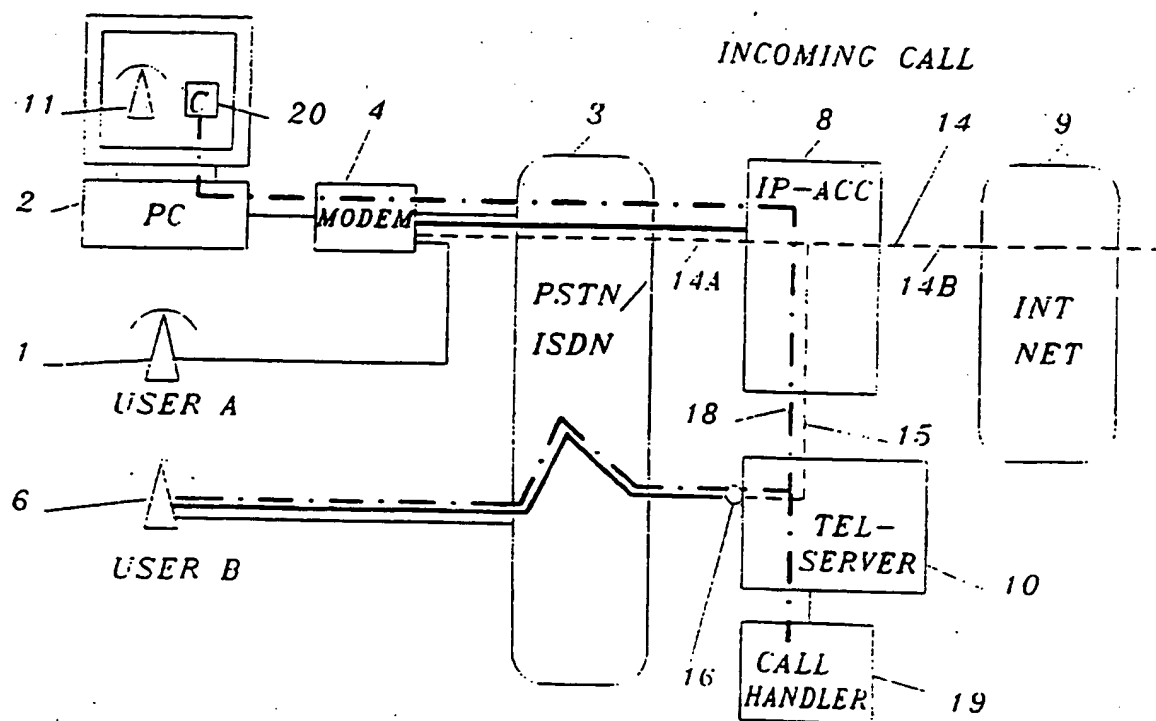 INCOMING CALL
11
C
20
4
3
8
14
9
2
PC
MODEM
IP-ACC
14A
14B
PSTN
ISDN
INT
NET
1
USER A
18
15
6
USER B
TEL-
SERVER
10
16
CALL
HANDLER
19